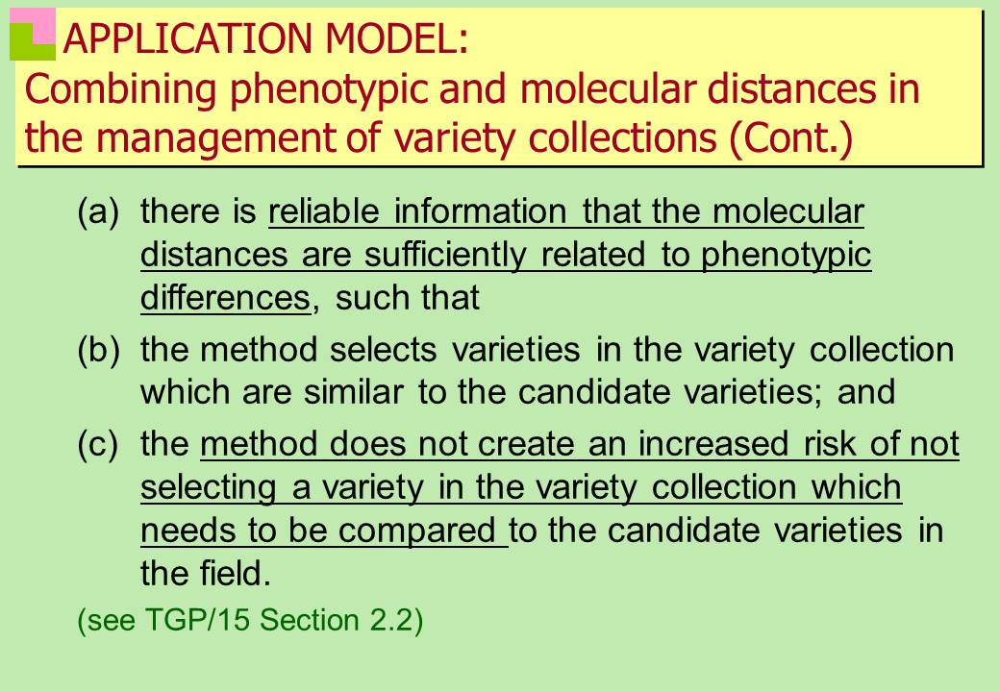 APPLICATION MODEL:
Combining phenotypic and molecular distances in
the management of variety collections (Cont.)
(a) there is reliable information that the molecular
distances are sufficiently related to phenotypic
differences, such that
(b) the method selects varieties in the variety collection
which are similar to the candidate varieties; and
(c) the method does not create an increased risk of not
selecting a variety in the variety collection which
needs to be compared to the candidate varieties in
the field.
(see TGP/15 Section 2.2)